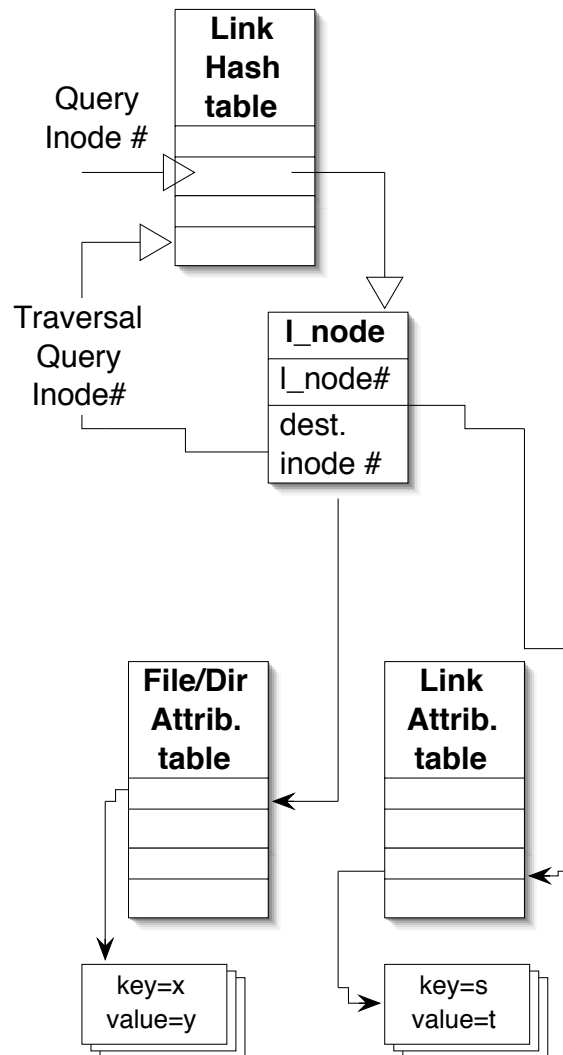 Link
Hash
table
Query
Inode #
Traversal
Query
Inode#
l_node
l_node#
dest.
inode #
File/Dir
Attrib.
table
Link
Attrib.
table
key=x
value=y
key=s
value=t